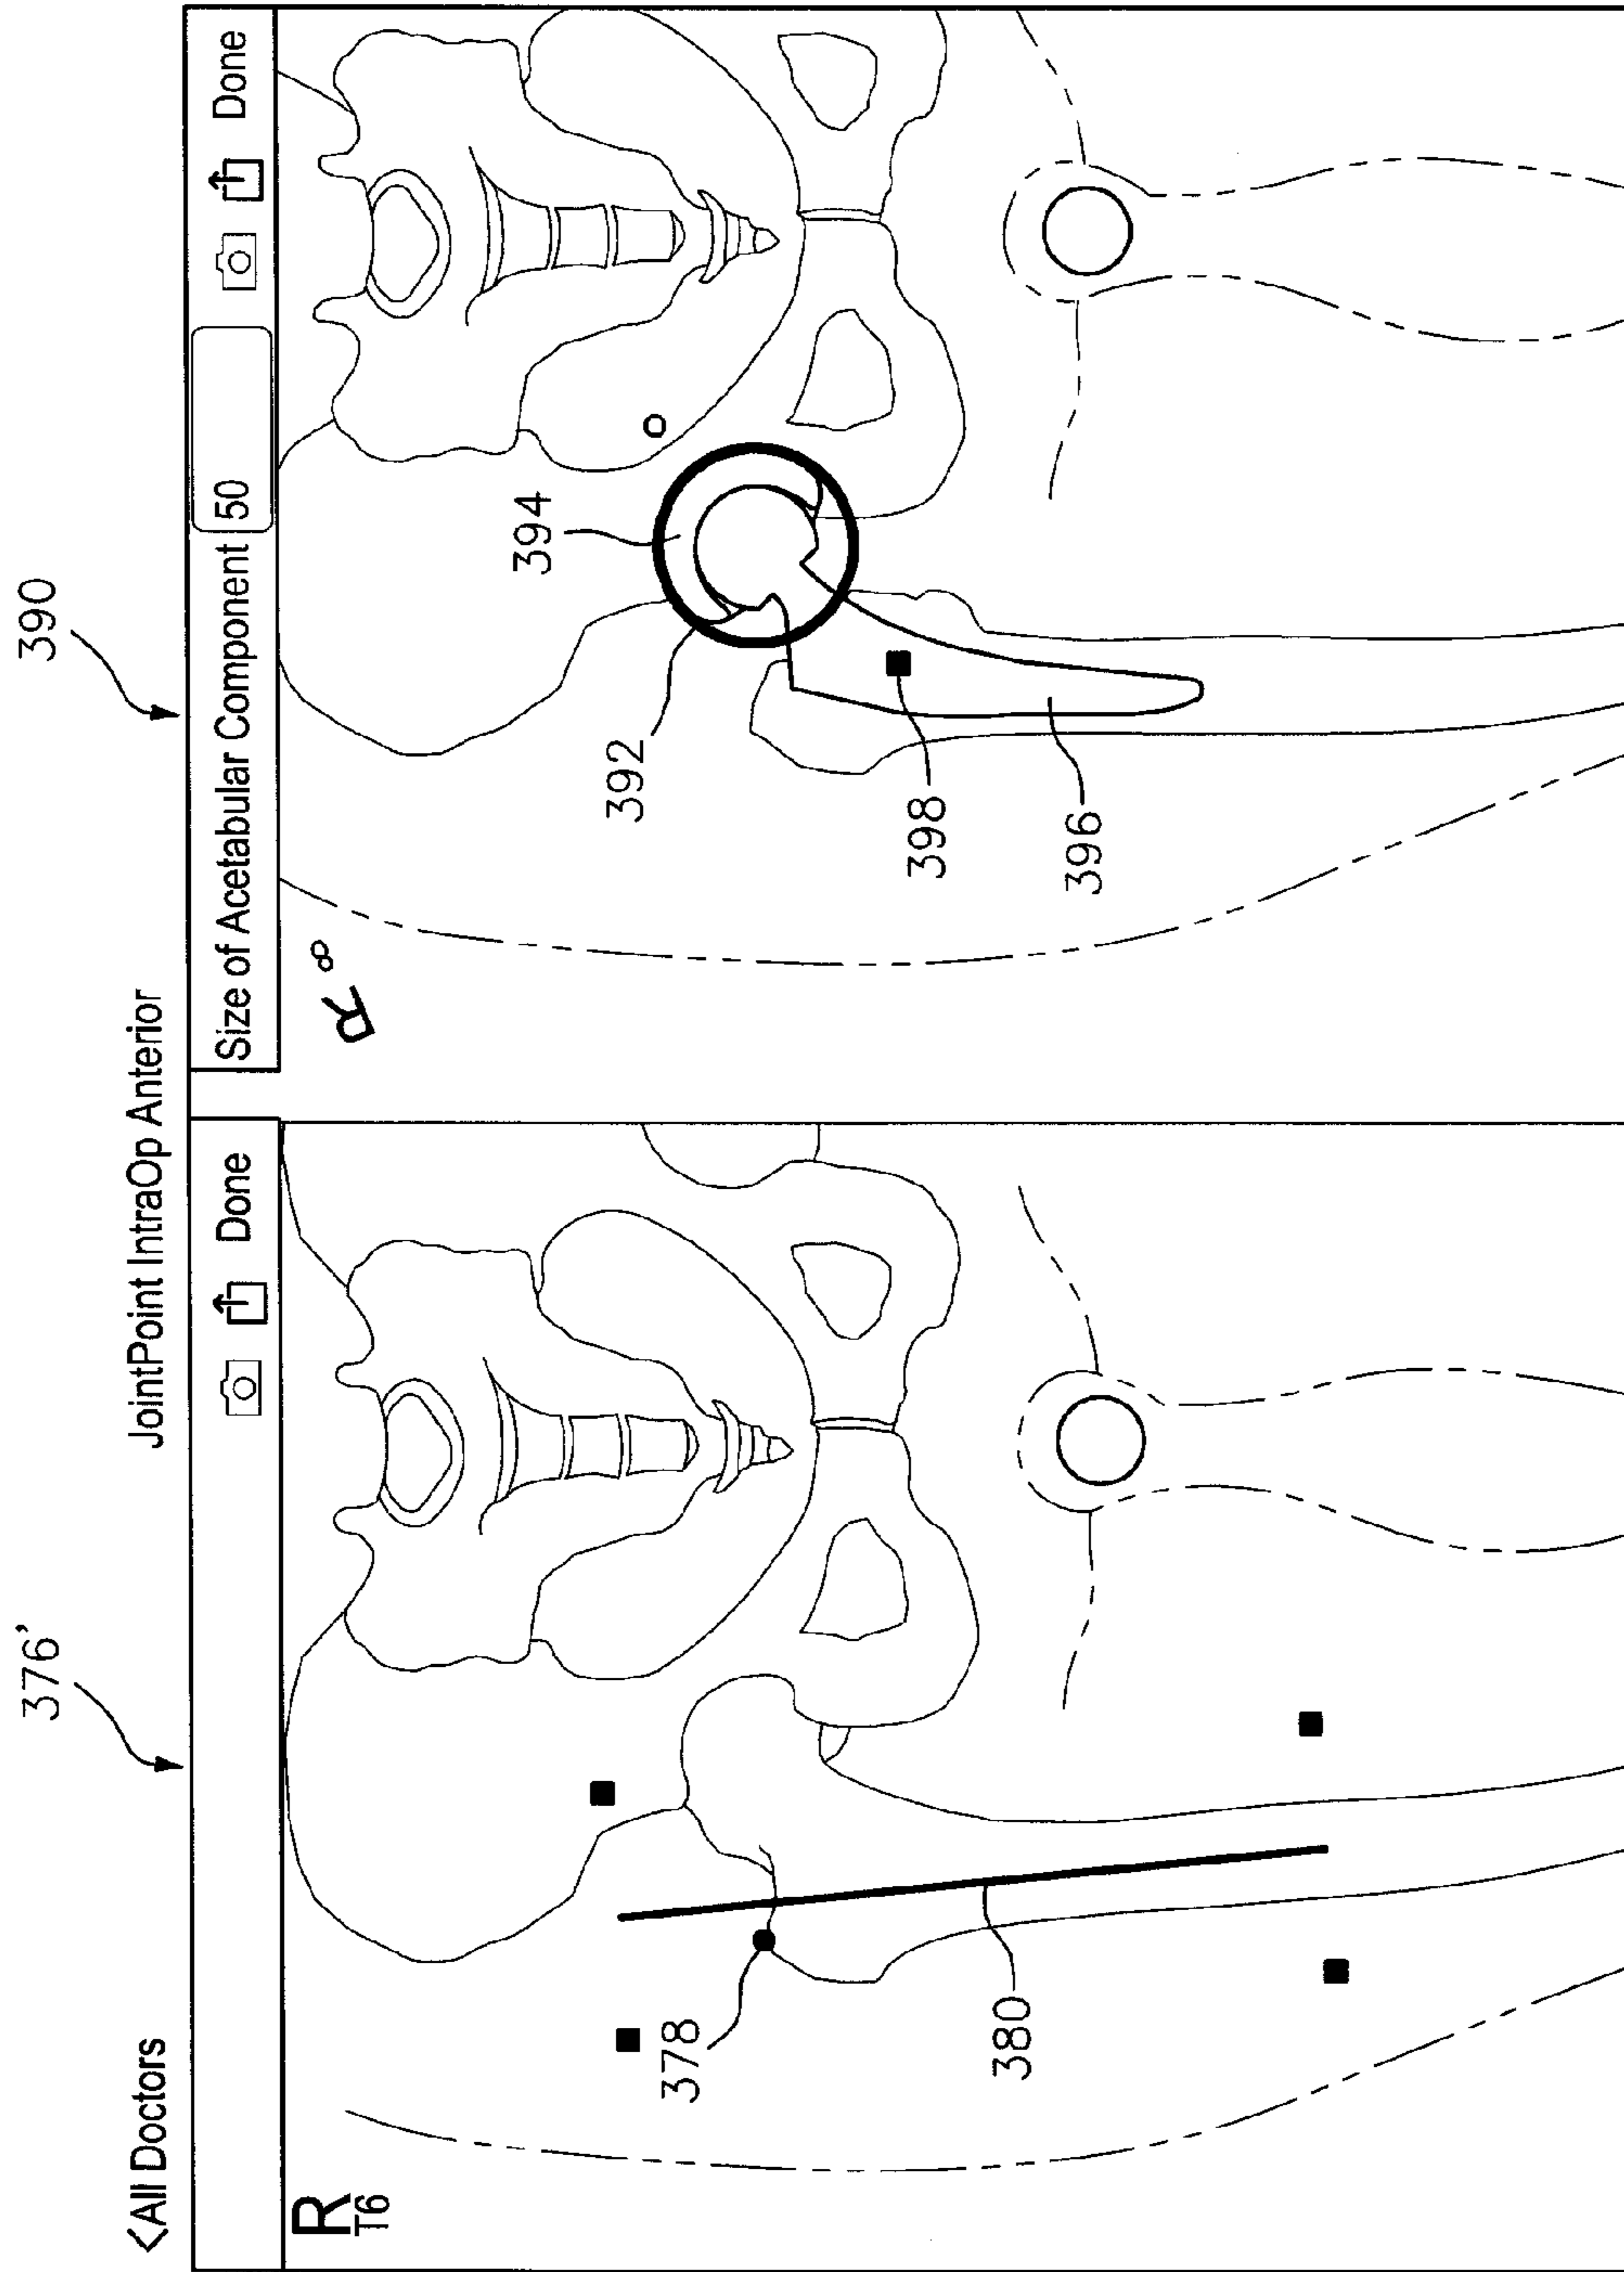 376'
390
<All Doctors
JointPoint IntraOp Anterior
Done
Size of Acetabular Component 50
Done
R
T6
378
380
R
8
394
392
398
396